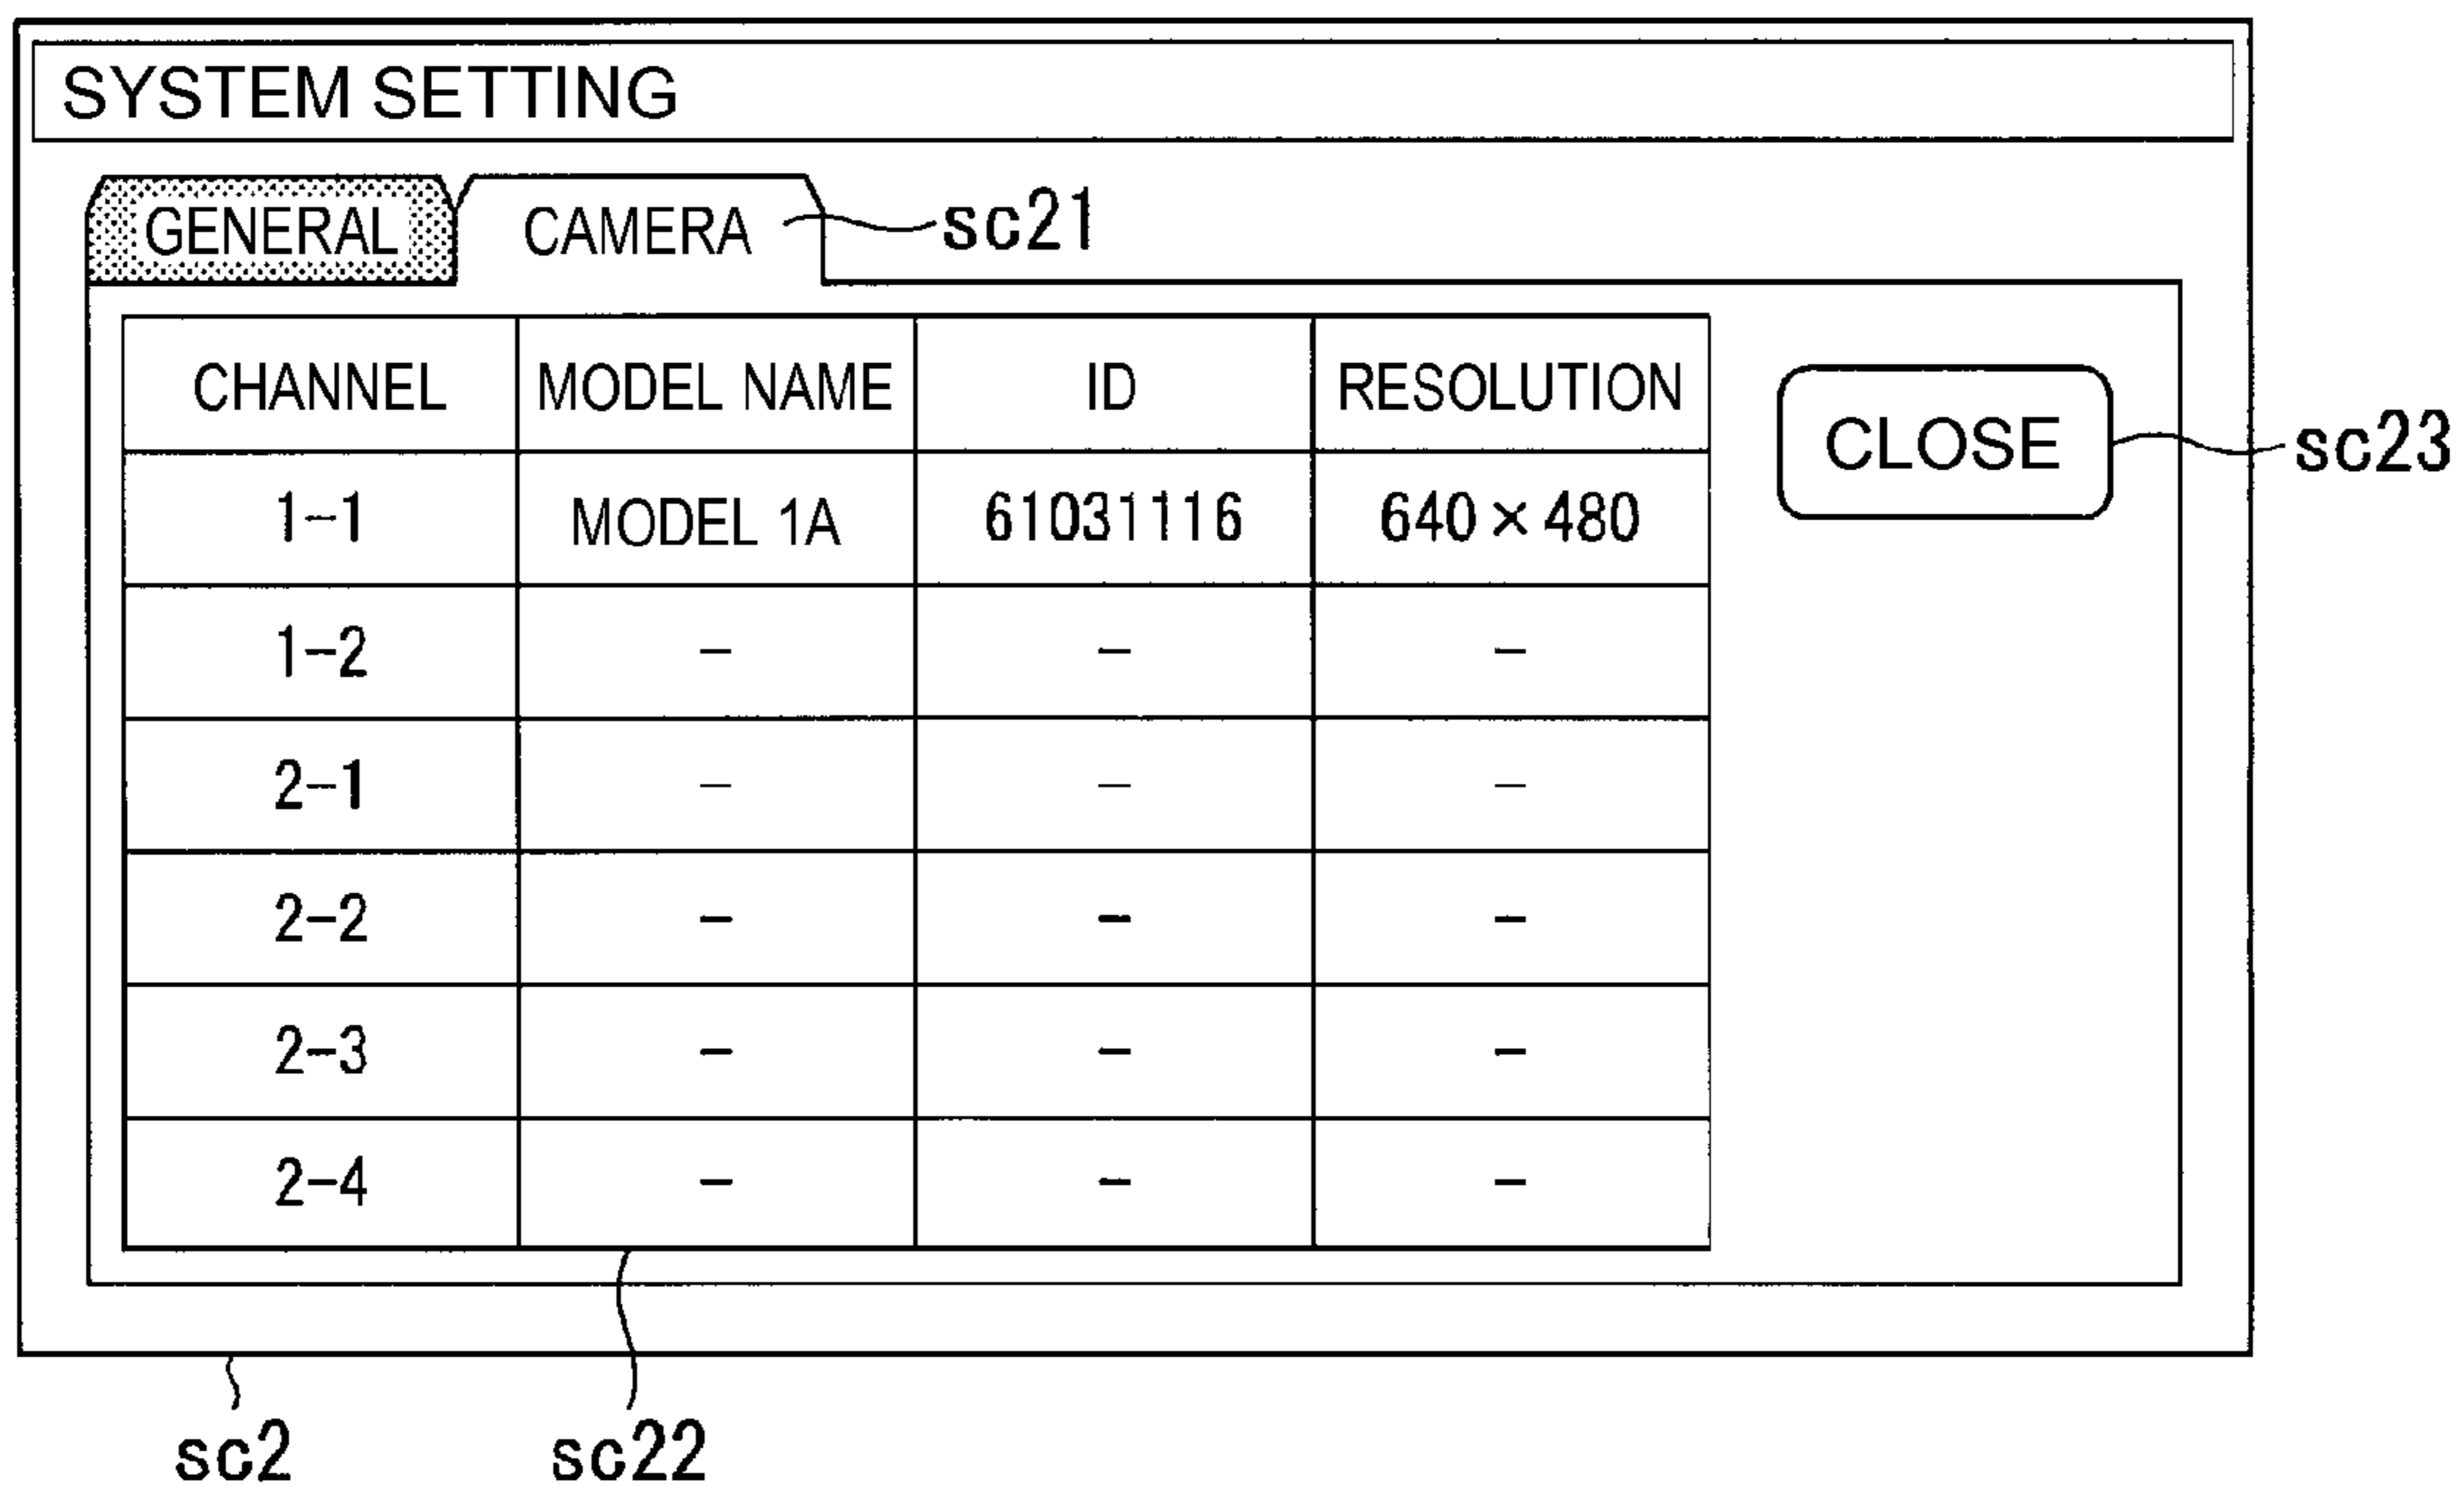 SYSTEM SETTING
GENERAL CAMERA sc21
CHANNEL MODEL NAME ID RESOLUTION
CLOSE sc23
1-1 MODEL 1A 61031116 640×480
1-2 - - -
2-1 - - -
2-2 - - -
2-3 - - -
2-4 - - -
sc2 sc22